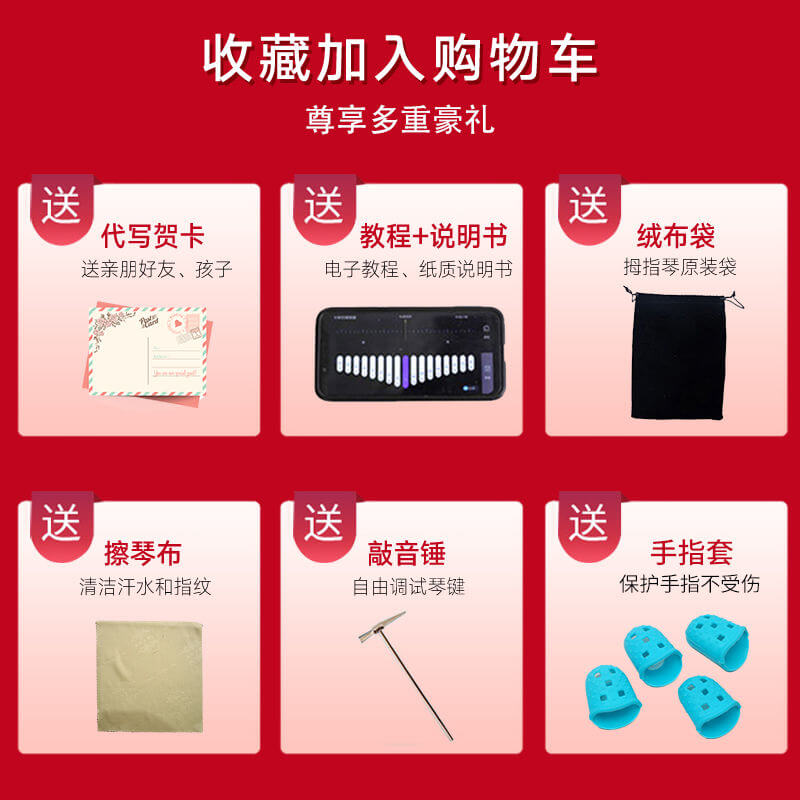 收藏加入购物车
尊享多重豪礼
送
代写贺卡
送亲朋好友、孩子
Post Card
送
教程+说明书
电子教程、纸质说明书
送
绒布袋
拇指琴原装袋
送
擦琴布
清洁汗水和指纹
送
敲音锤
自由调试琴键
送
手指套
保护手指不受伤